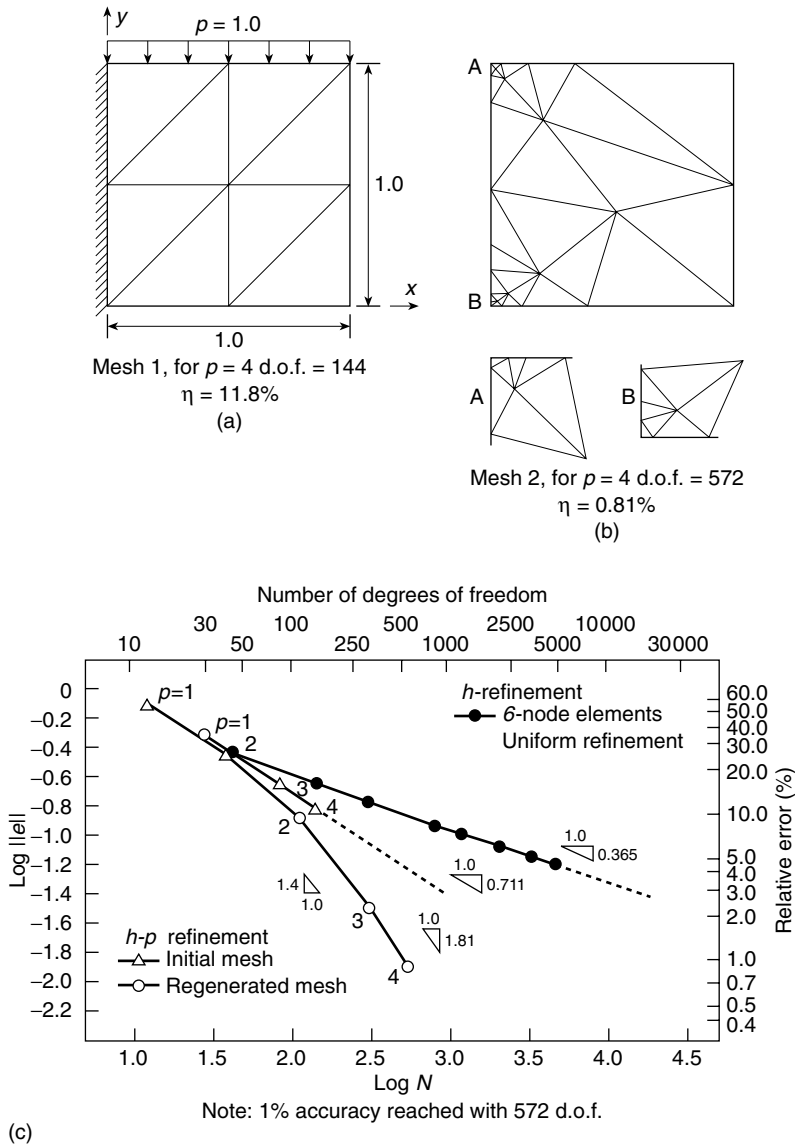 y
p = 1.0
1.0
x
1.0
Mesh 1, for p = 4 d.o.f. = 144
η = 11.8%
(a)
A
B
A
B
Mesh 2, for p = 4 d.o.f. = 572
η = 0.81%
(b)
Number of degrees of freedom
10 30 50 100 250 500 1000 2500 5000 10000 30000
0
−0.2
−0.4
−0.6
−0.8
−1.0
−1.2
−1.4
−1.6
−1.8
−2.0
−2.2
Log ||e||
p=1
p=1
2
3
4
2
3
4
h-refinement
6-node elements
Uniform refinement
1.0
0.365
1.0
0.711
1.4
1.0
1.0
1.81
h-p refinement
Initial mesh
Regenerated mesh
60.0
50.0
40.0
30.0
20.0
10.0
5.0
4.0
3.0
2.0
1.0
0.7
0.5
0.4
Relative error (%)
1.0 1.5 2.0 2.5 3.0 3.5 4.0 4.5
Log N
Note: 1% accuracy reached with 572 d.o.f.
(c)